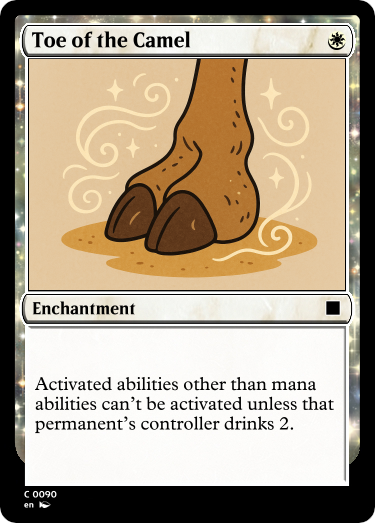 Toe of the Camel
Enchantment
Activated abilities other than mana
abilities can't be activated unless that
permanent's controller drinks 2.
C 0090
en